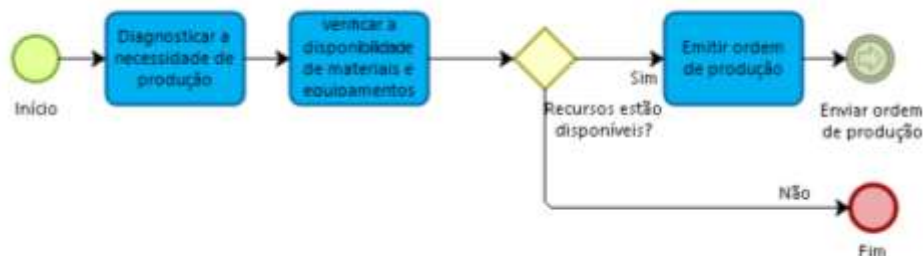 Início
Diagnosticar a
necessidade de
produção
Verificar a
disponibilidade
de materiais e
equipamentos
Recursos estão
disponíveis?
Sim
Emitir ordem
de produção
Enviar ordem
de produção
Não
Fim